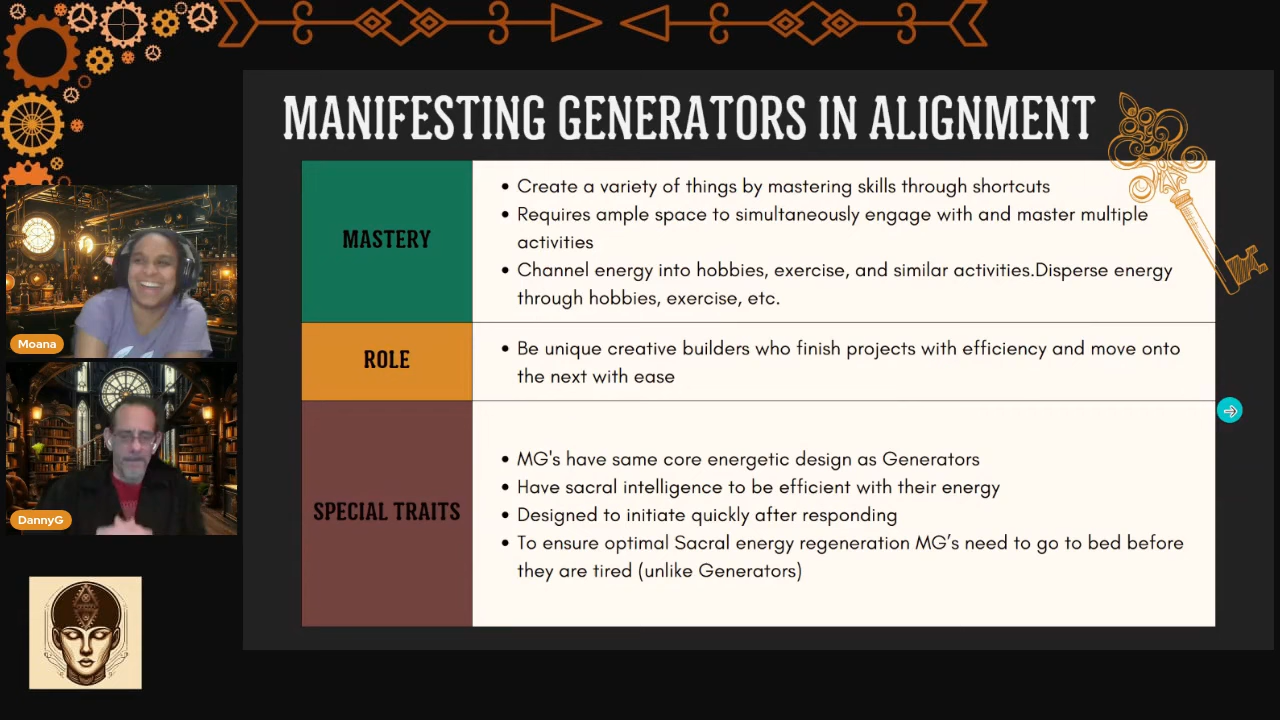 MANIFESTING GENERATORS IN ALIGNMENT
MASTERY
• Create a variety of things by mastering skills through shortcuts
• Requires ample space to simultaneously engage with and master multiple
activities
• Channel energy into hobbies, exercise, and similar activities.Disperse energy
through hobbies, exercise, etc.
ROLE
• Be unique creative builders who finish projects with efficiency and move onto
the next with ease
SPECIAL TRAITS
• MG's have same core energetic design as Generators
• Have sacral intelligence to be efficient with their energy
• Designed to initiate quickly after responding
• To ensure optimal Sacral energy regeneration MG’s need to go to bed before
they are tired (unlike Generators)
Moana
DannyG